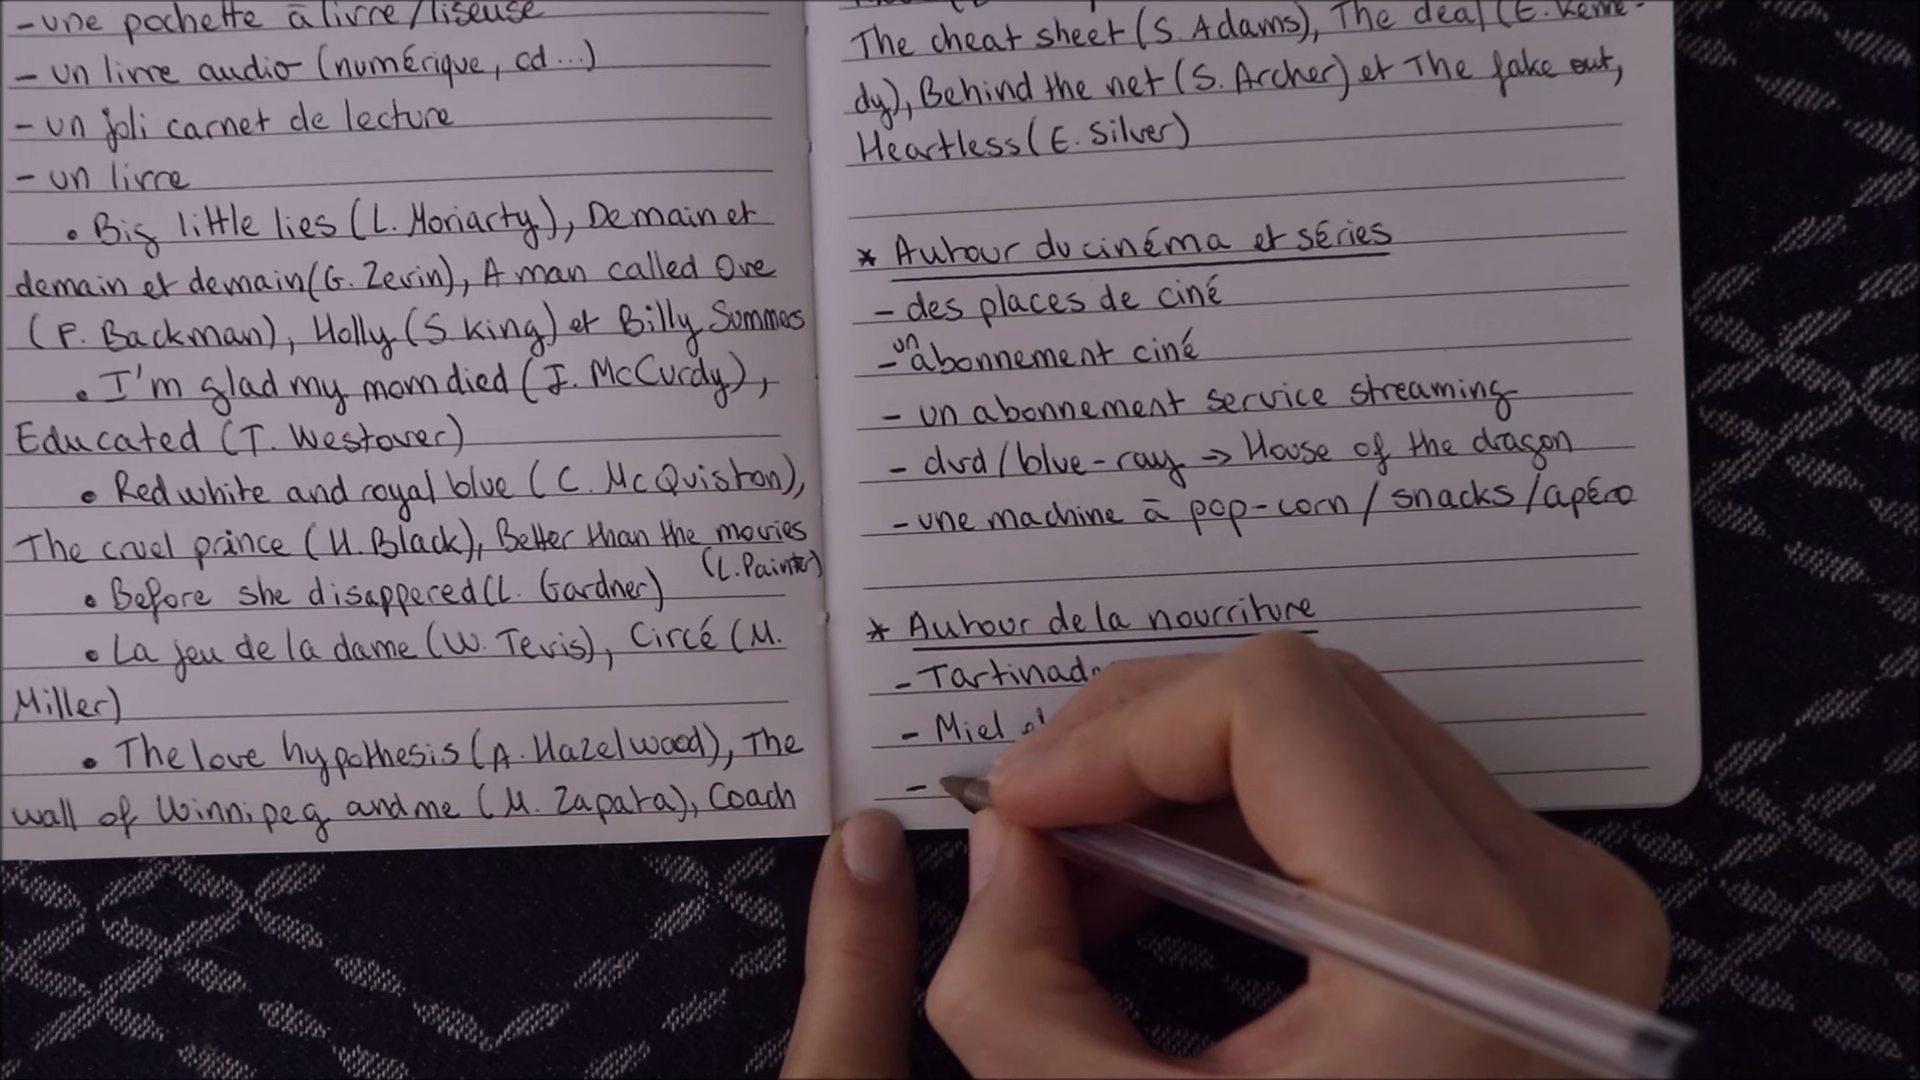 -une pochette à livre/liseuse
- un livre audio (numérique, cd...)
- un joli carnet de lecture
- un livre
• Big little lies (L. Moriarty), Demain et
demain et demain (G. Zevin), A man called Ove
(F. Backman), Holly (S King) et Billy Summers
• I'm glad my mom died (J. McCurdy),
Educated (T. Westover)
• Red white and royal blue (C. McQuiston),
The cruel prince (H. Black), Better than the movies
(L. Painter)
• Before she disappered (L. Gardner)
• La jeu de la dame (W. Tevis), Circé (M.
Miller)
• The love hypothesis (A. Hazelwood), The
wall of Winnipeg and me (M. Zapata), Coach
The cheat sheet (S. Adams), The deal (E. Kenne-
dy), Behind the net (S. Archer) et The fake out,
Heartless (E. Silver)
* Autour du cinéma et séries
- des places de ciné
- un abonnement ciné
- un abonnement service streaming
- dvd/blue-ray → House of the dragon
- une machine à pop-corn / snacks / apéro
* Autour de la nourriture
- Tartinad
- Miel
-